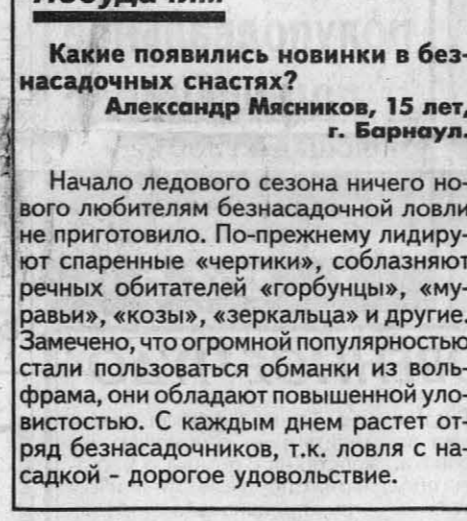 Какие появились новинки в без-
насадочных снастях?
Александр Мясников, 15 лет,
г. Барнаул.
Начало ледового сезона ничего но-
вого любителям безнасадочной ловли
не приготовило. По-прежнему лидиру-
ют спаренные «чертики», соблазняют
речных обитателей «горбунцы», «му-
равьи», «козы», «зеркальца» и другие.
Замечено, что огромной популярностью
стали пользоваться обманки из воль-
фрама, они обладают повышенной уло-
вистостью. С каждым днем растет от-
ряд безнасадочников, т.к. ловля с на-
садкой – дорогое удовольствие.